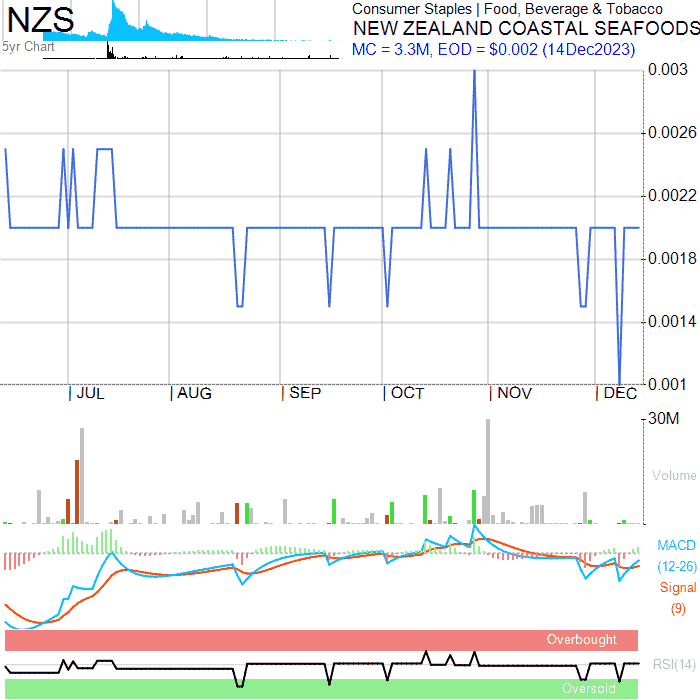 NZS
Consumer Staples | Food, Beverage & Tobacco
NEW ZEALAND COASTAL SEAFOODS
MC = 3.3M, EOD = $0.002 (14Dec2023)
5yr Chart
0.003
0.0026
0.0022
0.0018
0.0014
0.001
JUL AUG SEP OCT NOV DEC
30M
Volume
MACD
(12-26)
Signal
(9)
Overbought
RSI(14)
Oversold